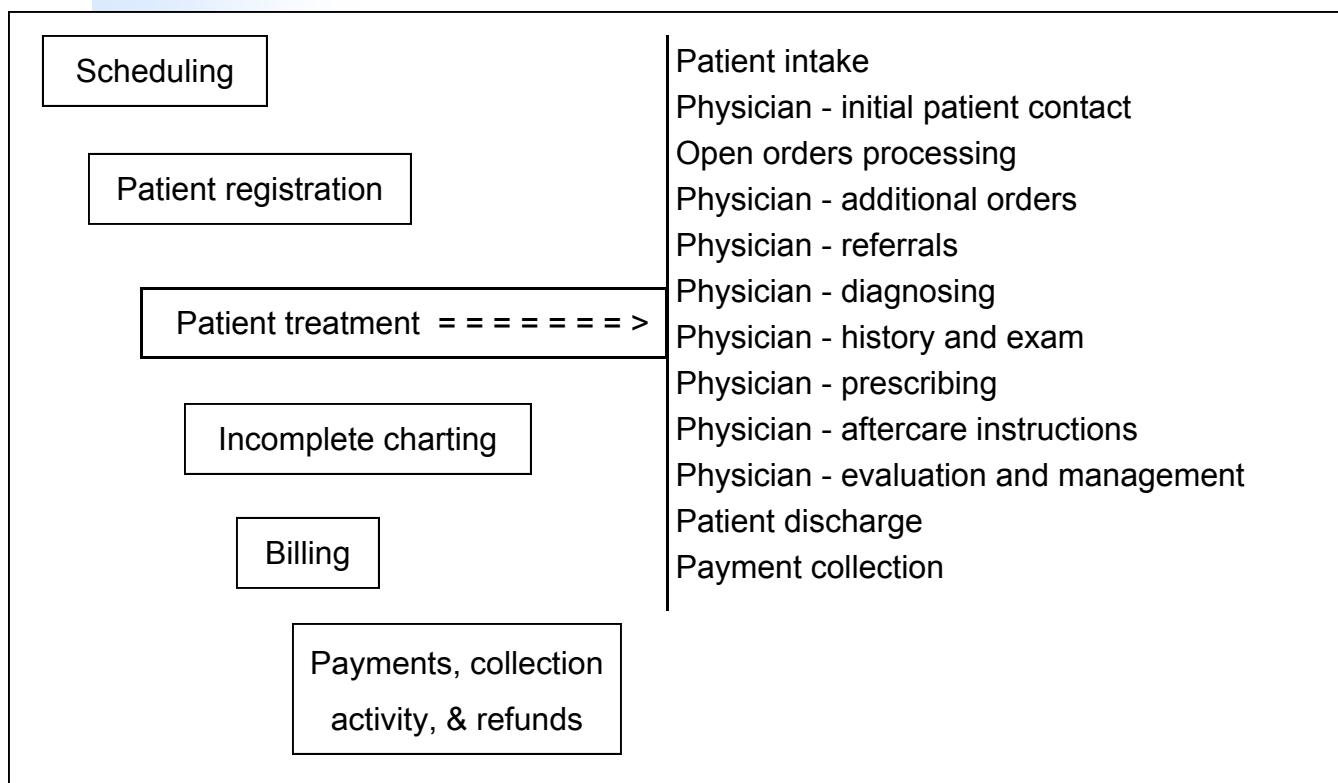 Scheduling
Patient registration
Patient treatment = = = = = = = >
Incomplete charting
Billing
Payments, collection
activity, & refunds
Patient intake
Physician - initial patient contact
Open orders processing
Physician - additional orders
Physician - referrals
Physician - diagnosing
Physician - history and exam
Physician - prescribing
Physician - aftercare instructions
Physician - evaluation and management
Patient discharge
Payment collection